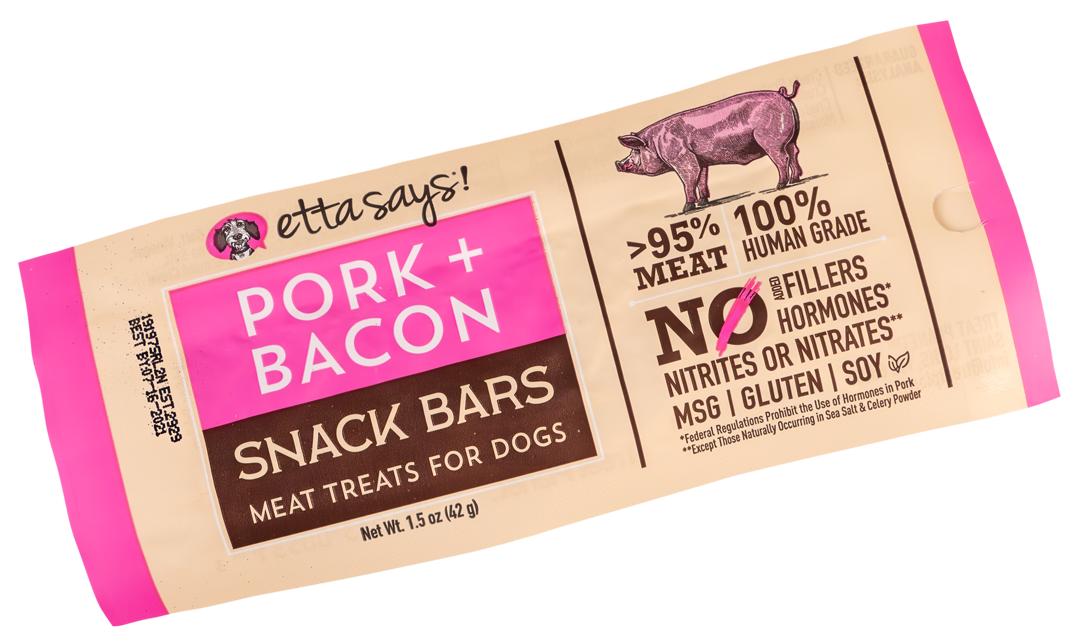 etta says!
PORK +
BACON
SNACK BARS
MEAT TREATS FOR DOGS
Net Wt. 1.5 oz (42 g)
BEST BY 07-16-2021
>95%
MEAT
100%
HUMAN GRADE
NO ADDED FILLERS
HORMONES*
NITRITES OR NITRATES**
MSG | GLUTEN | SOY
*Federal Regulations Prohibit the Use of Hormones in Pork
**Except Those Naturally Occurring in Sea Salt & Celery Powder